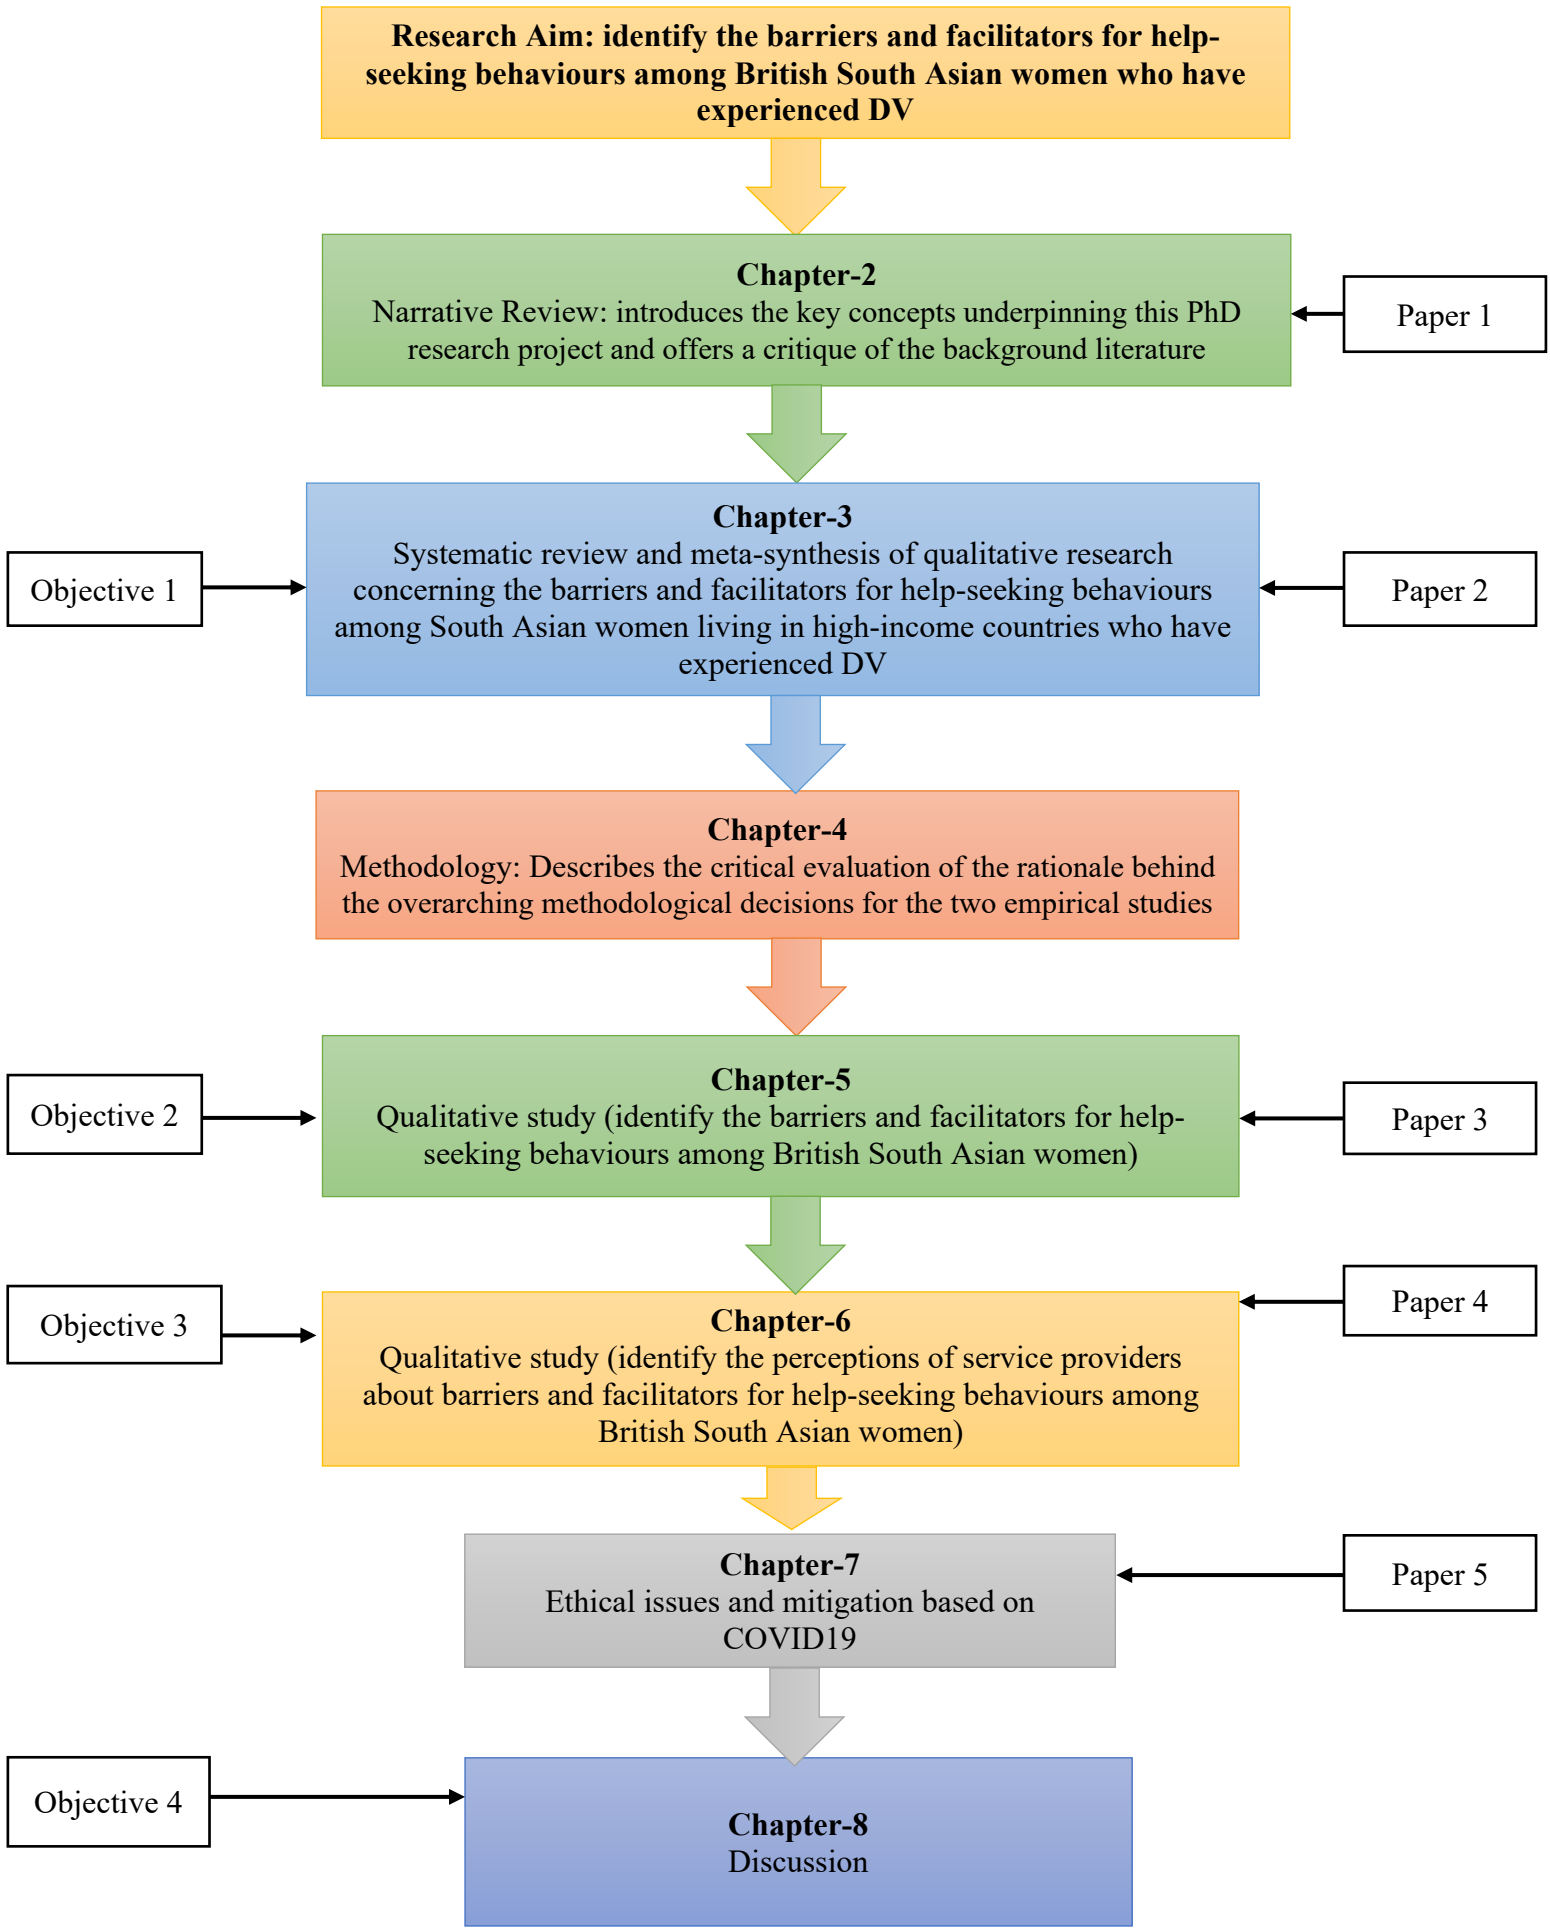 Research Aim: identify the barriers and facilitators for help-
seeking behaviours among British South Asian women who have
experienced DV
Chapter-2
Narrative Review: introduces the key concepts underpinning this PhD
research project and offers a critique of the background literature
Paper 1
Chapter-3
Systematic review and meta-synthesis of qualitative research
concerning the barriers and facilitators for help-seeking behaviours
among South Asian women living in high-income countries who have
experienced DV
Objective 1
Paper 2
Chapter-4
Methodology: Describes the critical evaluation of the rationale behind
the overarching methodological decisions for the two empirical studies
Chapter-5
Qualitative study (identify the barriers and facilitators for help-
seeking behaviours among British South Asian women)
Objective 2
Paper 3
Chapter-6
Qualitative study (identify the perceptions of service providers
about barriers and facilitators for help-seeking behaviours among
British South Asian women)
Objective 3
Paper 4
Chapter-7
Ethical issues and mitigation based on
COVID19
Paper 5
Objective 4
Chapter-8
Discussion